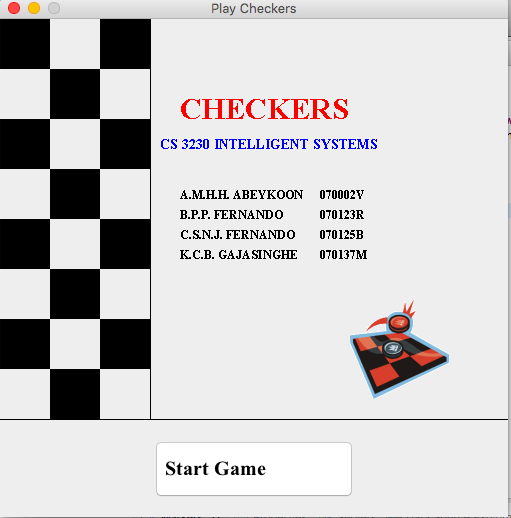 Play Checkers
CHECKERS
CS 3230 INTELLIGENT SYSTEMS
A.M.H.H. ABEYKOON 070002V
B.P.P. FERNANDO 070123R
C.S.N.J. FERNANDO 070125B
K.C.B. GAJASINGHE 070137M
Start Game